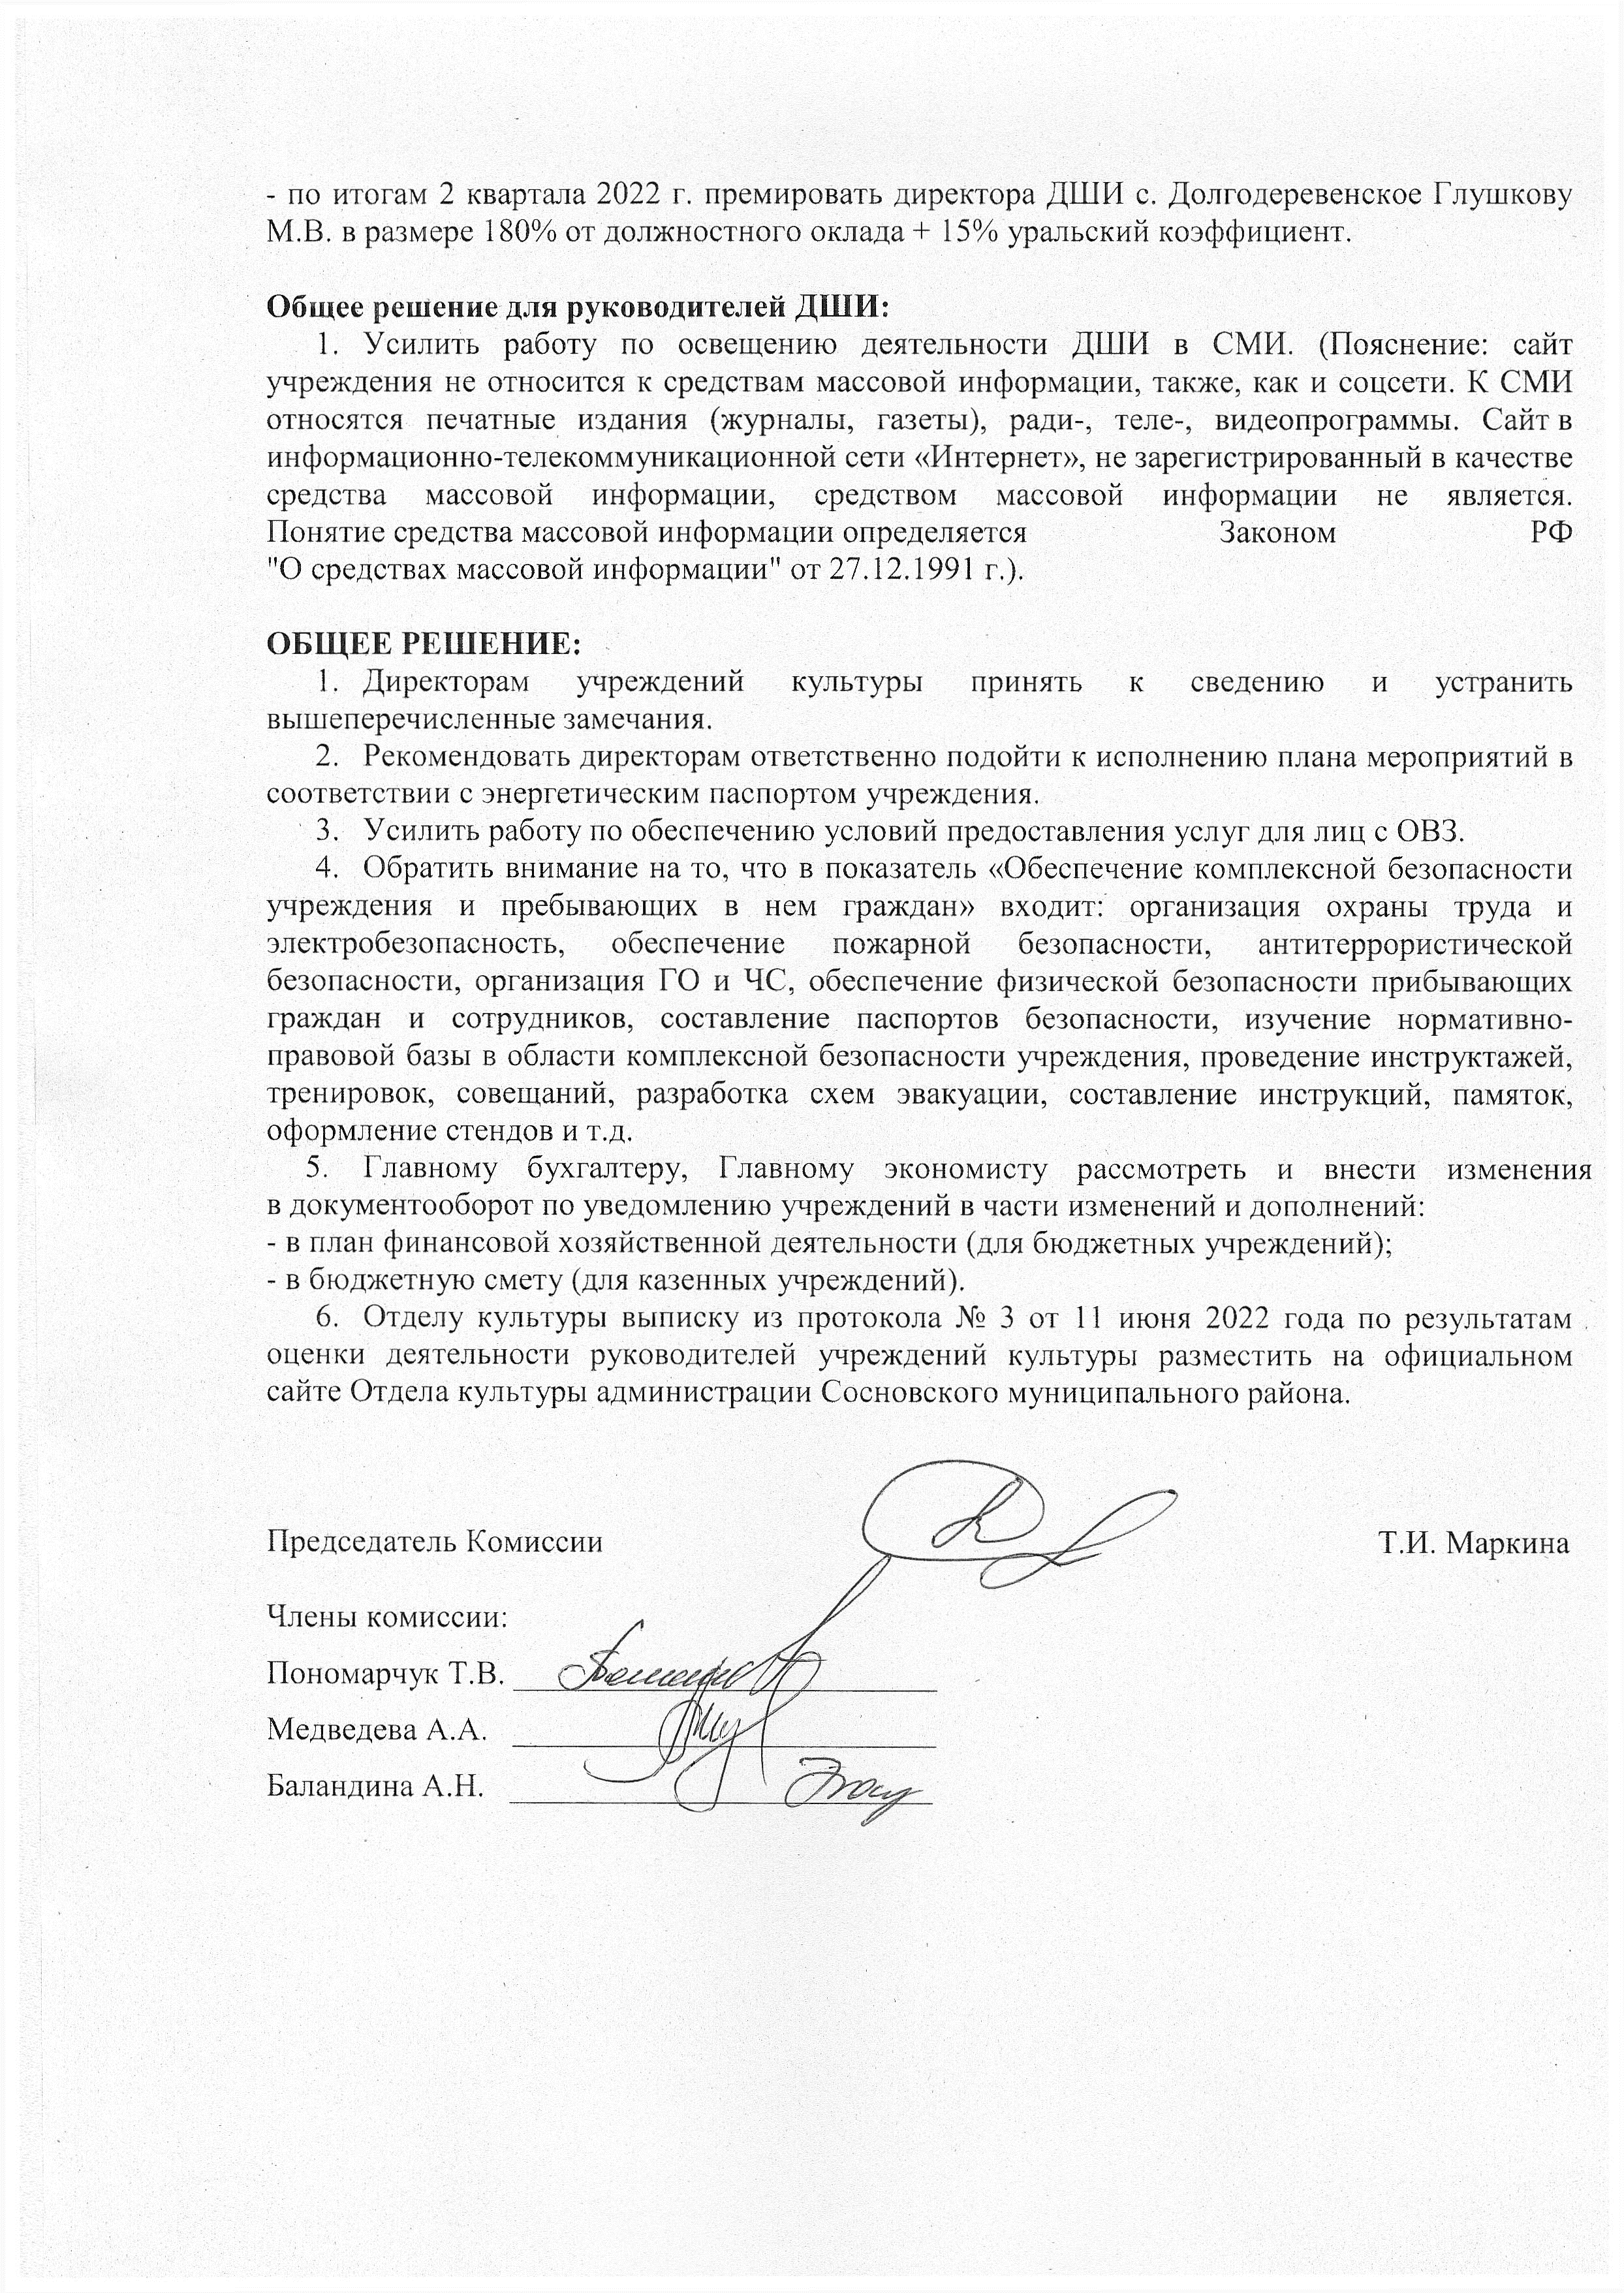 - по итогам 2 квартала 2022 г. премировать директора ДШИ с. Долгодеревенское Глушкову
М.В. в размере 180% от должностного оклада + 15% уральский коэффициент.
Общее решение для руководителей ДШИ:
1. Усилить работу по освещению деятельности ДШИ в СМИ. (Пояснение: сайт
учреждения не относится к средствам массовой информации, также, как и соцсети. К СМИ
относятся печатные издания (журналы, газеты), ради-, теле-, видеопрограммы. Сайт в
информационно-телекоммуникационной сети «Интернет», не зарегистрированный в качестве
средства массовой информации, средством массовой информации не является.
Понятие средства массовой информации определяется Законом РФ
"О средствах массовой информации" от 27.12.1991 г.).
ОБЩЕЕ РЕШЕНИЕ:
1. Директорам учреждений культуры принять к сведению и устранить
вышеперечисленные замечания.
2. Рекомендовать директорам ответственно подойти к исполнению плана мероприятий в
соответствии с энергетическим паспортом учреждения.
3. Усилить работу по обеспечению условий предоставления услуг для лиц с ОВЗ.
4. Обратить внимание на то, что в показатель «Обеспечение комплексной безопасности
учреждения и пребывающих в нем граждан» входит: организация охраны труда и
электробезопасность, обеспечение пожарной безопасности, антитеррористической
безопасности, организация ГО и ЧС, обеспечение физической безопасности прибывающих
граждан и сотрудников, составление паспортов безопасности, изучение нормативно-
правовой базы в области комплексной безопасности учреждения, проведение инструктажей,
тренировок, совещаний, разработка схем эвакуации, составление инструкций, памяток,
оформление стендов и т.д.
5. Главному бухгалтеру, Главному экономисту рассмотреть и внести изменения
в документооборот по уведомлению учреждений в части изменений и дополнений:
- в план финансовой хозяйственной деятельности (для бюджетных учреждений);
- в бюджетную смету (для казенных учреждений).
6. Отделу культуры выписку из протокола № 3 от 11 июня 2022 года по результатам
оценки деятельности руководителей учреждений культуры разместить на официальном
сайте Отдела культуры администрации Сосновского муниципального района.
Председатель Комиссии Т.И. Маркина
Члены комиссии:
Пономарчук Т.В.
Медведева А.А.
Баландина А.Н.